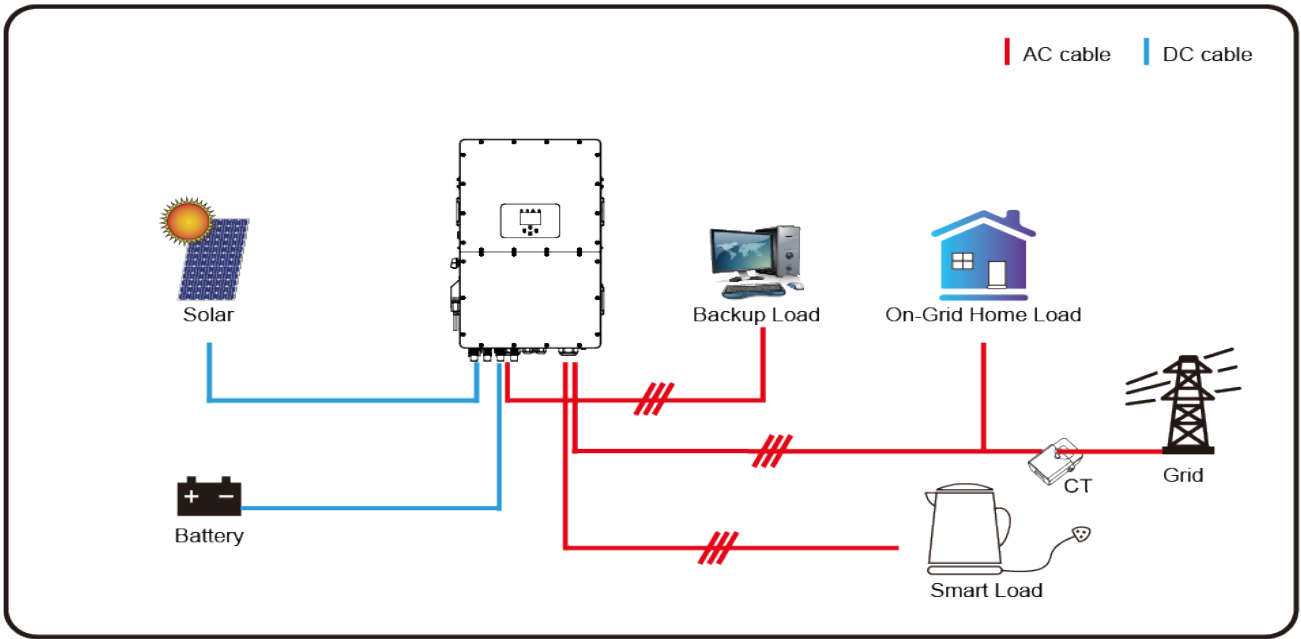 AC cable
DC cable
Solar
Backup Load
On-Grid Home Load
CT
Grid
Battery
Smart Load